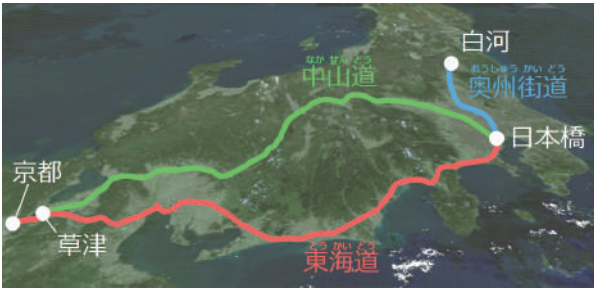 白河
なか せん どう
中山道
おうしゅう かい どう
奥州街道
日本橋
京都
草津
とう かい どう
東海道